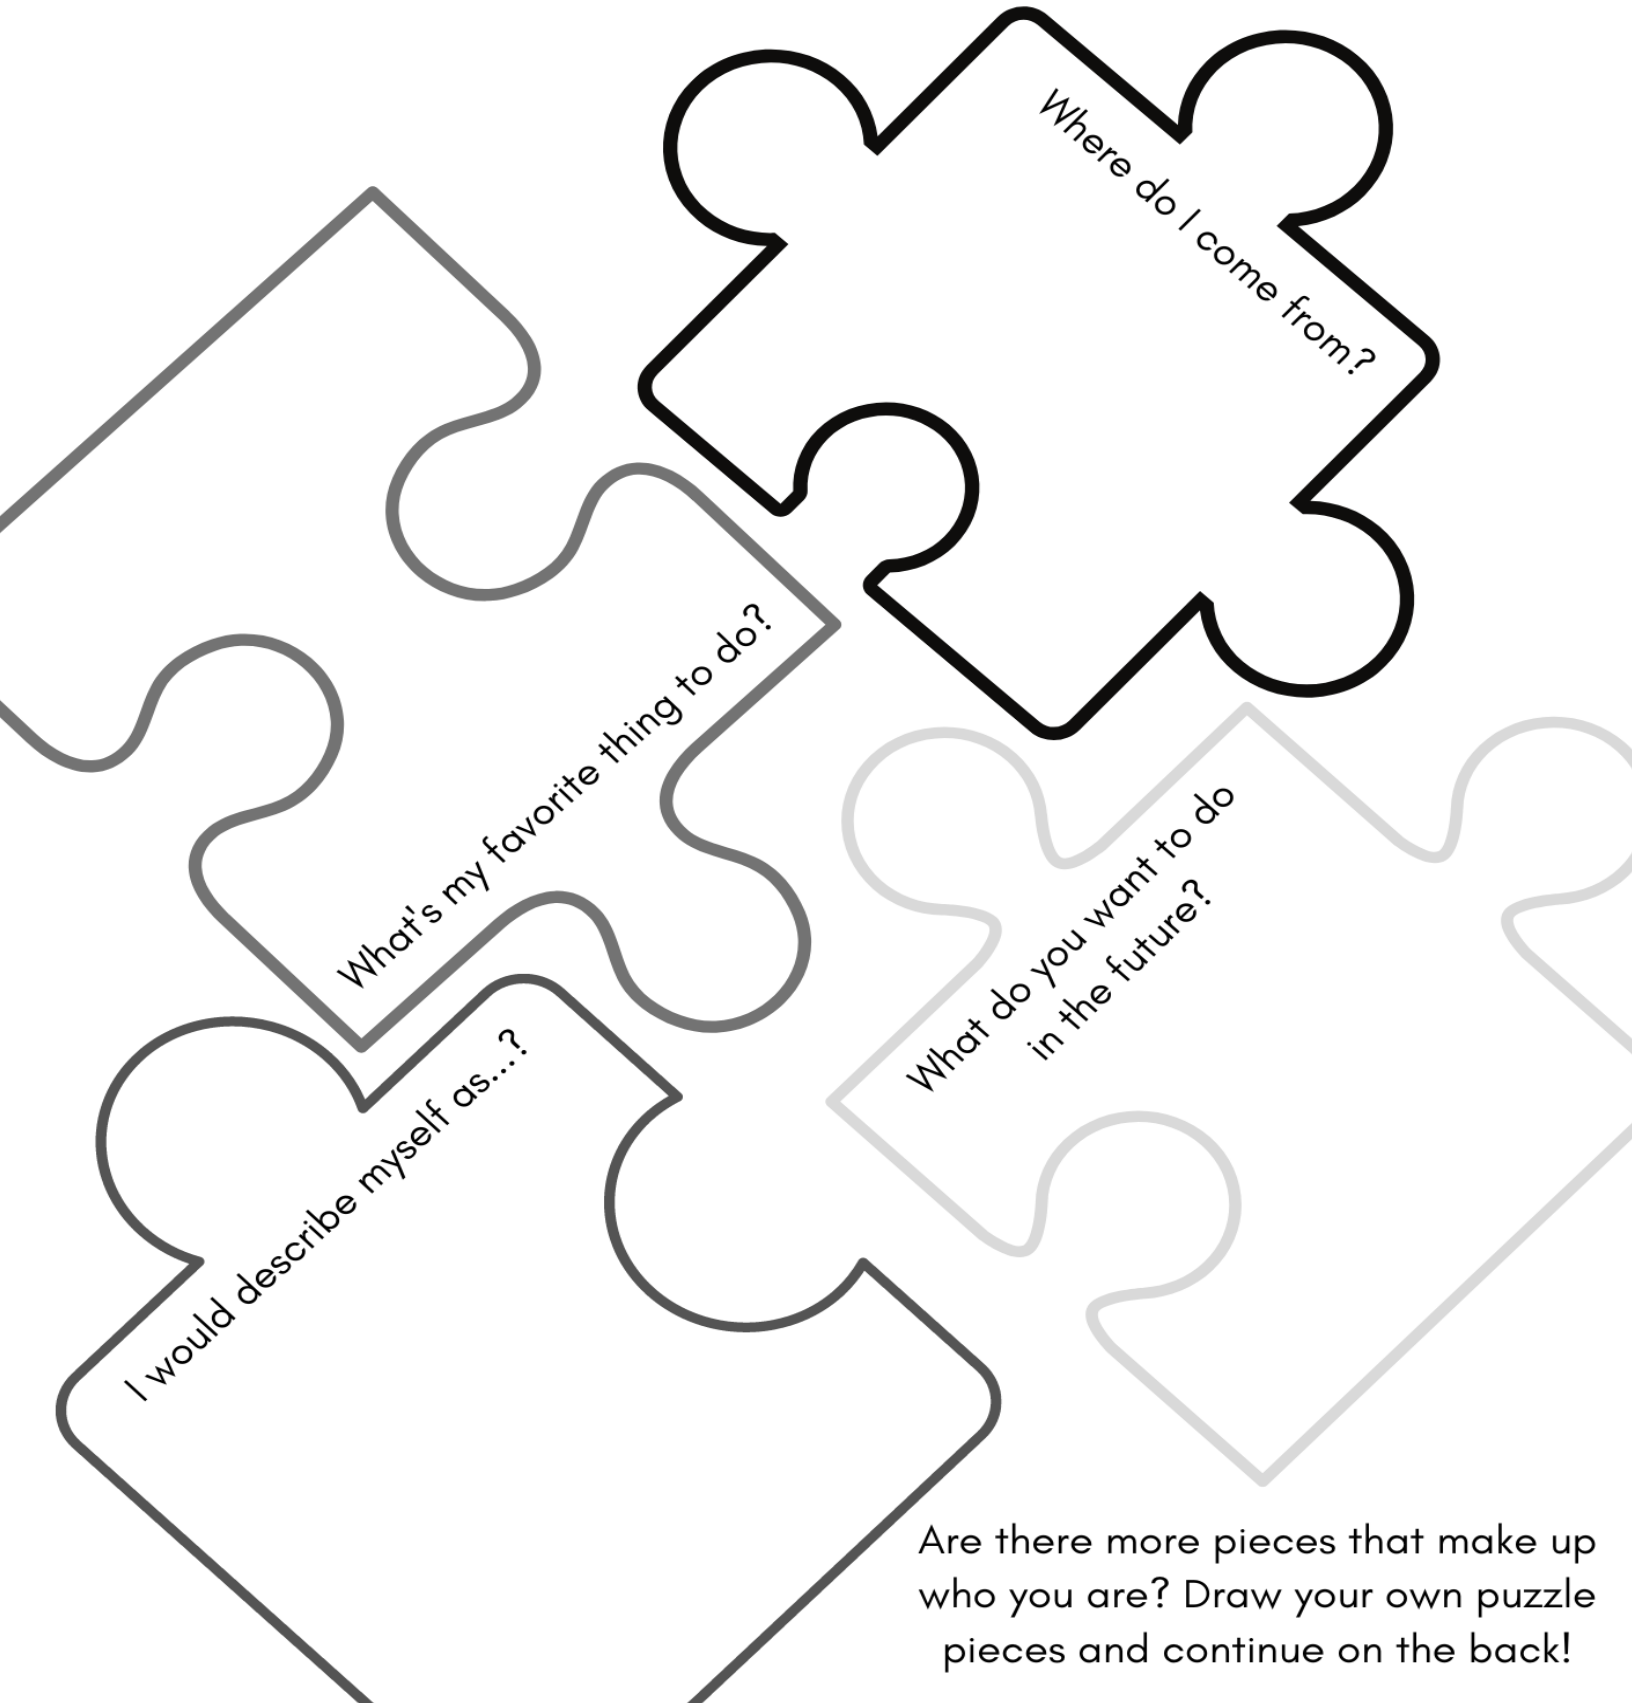 Where do I come from?
What's my favorite thing to do?
What do you want to do
in the future?
I would describe myself as...?
Are there more pieces that make up
who you are? Draw your own puzzle
pieces and continue on the back!